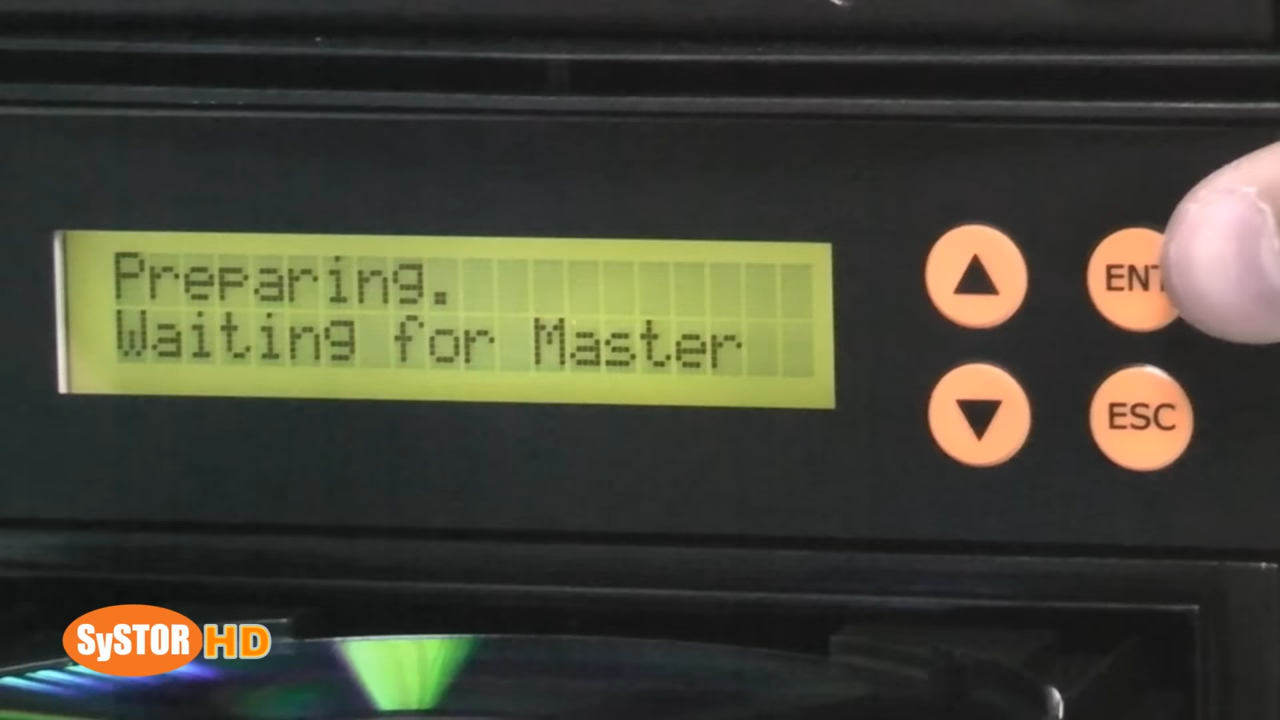 Preparing.
Waiting for Master
▲ ENT
▼ ESC
SySTOR HD